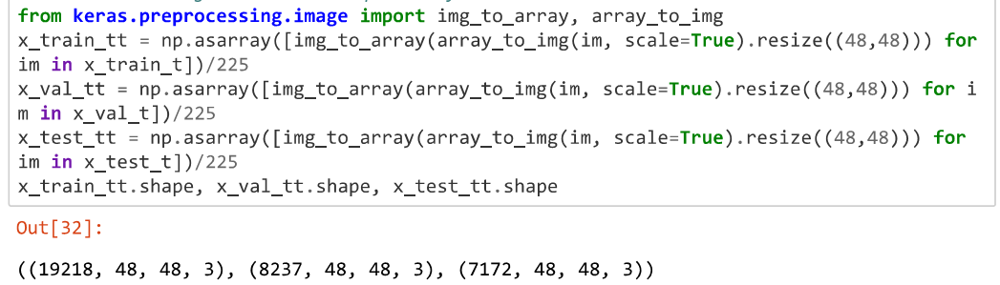 from keras.preprocessing.image import img_to_array, array_to_img
x_train_tt = np.asarray([img_to_array(array_to_img(im, scale=True).resize((48,48))) for
im in x_train_t])/225
x_val_tt = np.asarray([img_to_array(array_to_img(im, scale=True).resize((48,48))) for i
m in x_val_t])/225
x_test_tt = np.asarray([img_to_array(array_to_img(im, scale=True).resize((48,48))) for
im in x_test_t])/225
x_train_tt.shape, x_val_tt.shape, x_test_tt.shape
Out[32]:
((19218, 48, 48, 3), (8237, 48, 48, 3), (7172, 48, 48, 3))